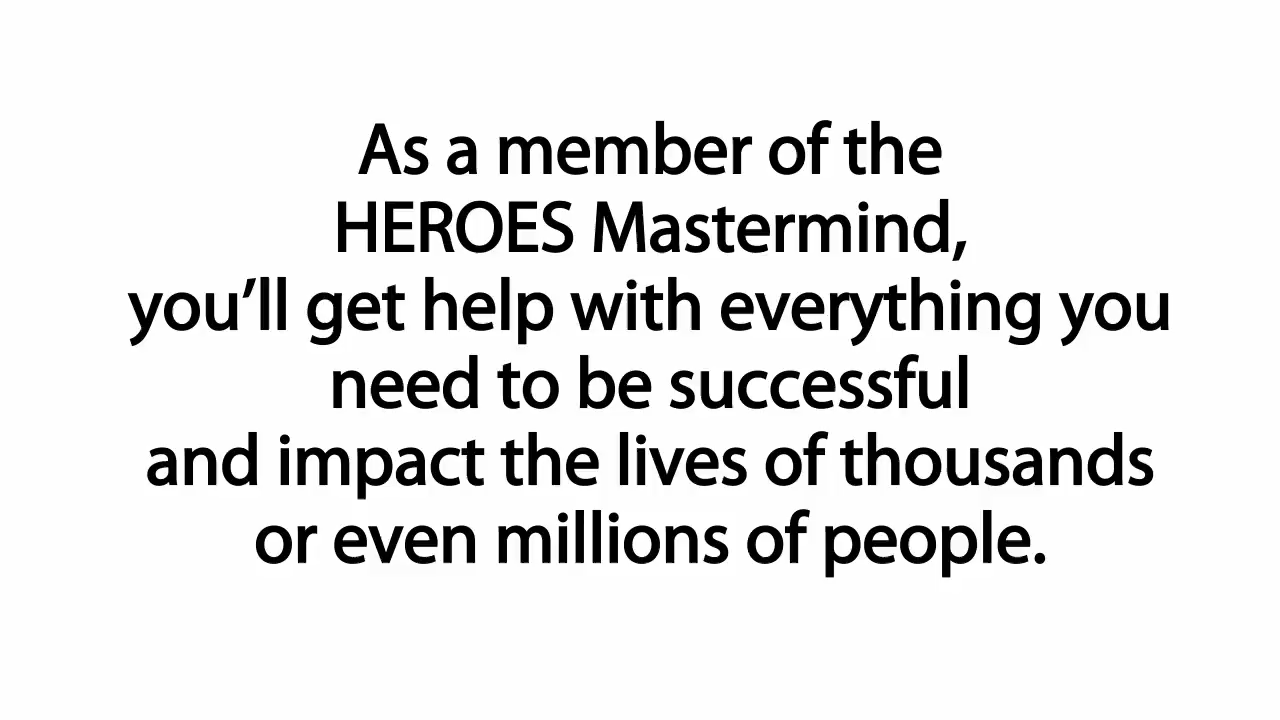 As a member of the
HEROES Mastermind,
you’ll get help with everything you
need to be successful
and impact the lives of thousands
or even millions of people.